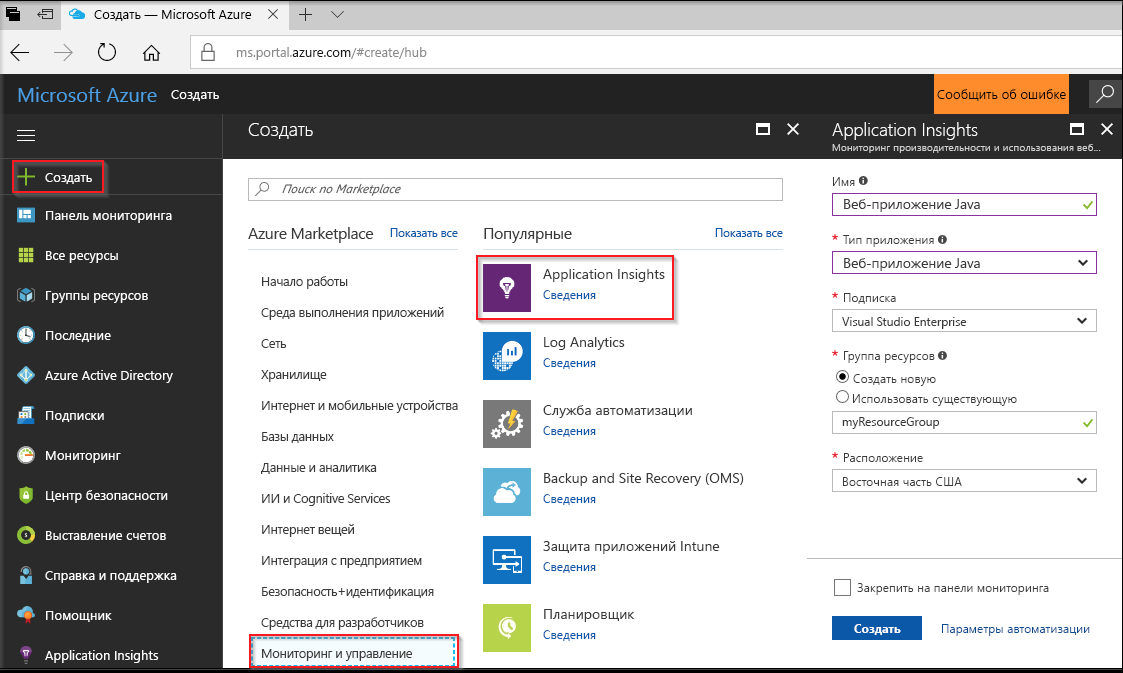 Создать — Microsoft Azure
ms.portal.azure.com/#create/hub
Microsoft Azure Создать
Сообщить об ошибке
Создать
Панель мониторинга
Все ресурсы
Группы ресурсов
Последние
Azure Active Directory
Подписки
Мониторинг
Центр безопасности
Выставление счетов
Справка и поддержка
Помощник
Application Insights
Создать
Поиск по Marketplace
Azure Marketplace Показать все
Начало работы
Среда выполнения приложений
Сеть
Хранилище
Интернет и мобильные устройства
Базы данных
Данные и аналитика
ИИ и Cognitive Services
Интернет вещей
Интеграция с предприятием
Безопасность+идентификация
Средства для разработчиков
Мониторинг и управление
Популярные Показать все
Application Insights
Сведения
Log Analytics
Сведения
Служба автоматизации
Сведения
Backup and Site Recovery (OMS)
Сведения
Защита приложений Intune
Сведения
Планировщик
Сведения
Application Insights
Мониторинг производительности и использования веб...
Имя
Веб-приложение Java
* Тип приложения
Веб-приложение Java
* Подписка
Visual Studio Enterprise
* Группа ресурсов
Создать новую
Использовать существующую
myResourceGroup
* Расположение
Восточная часть США
Закрепить на панели мониторинга
Создать Параметры автоматизации